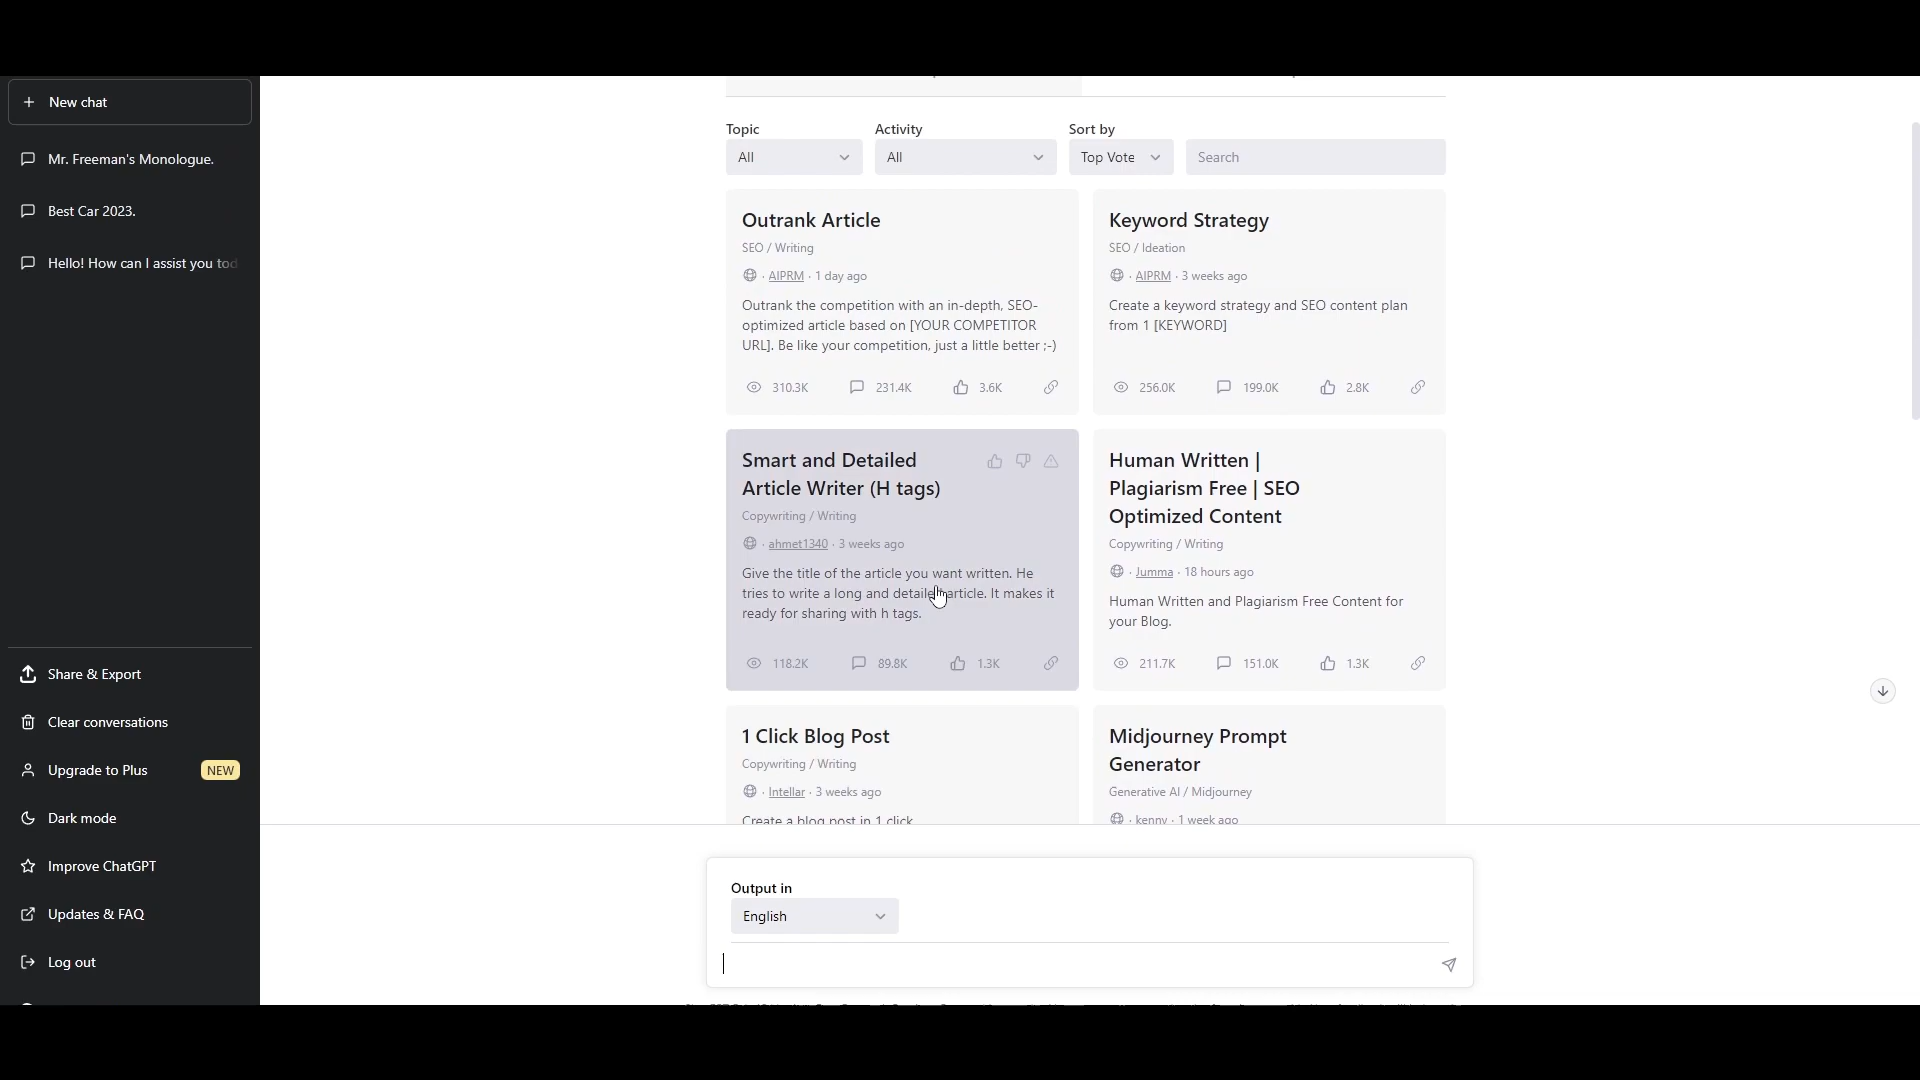 New chat
Mr. Freeman's Monologue.
Best Car 2023.
Hello! How can I assist you tod
Share & Export
Clear conversations
Upgrade to Plus
NEW
Dark mode
Improve ChatGPT
Updates & FAQ
Log out
Topic
Activity
Sort by
All
All
Top Vote
Search
Outrank Article
SEO / Writing
· AIPRM · 1 day ago
Outrank the competition with an in-depth, SEO-
optimized article based on [YOUR COMPETITOR
URL]. Be like your competition, just a little better ;-)
310.3K
231.4K
3.6K
Keyword Strategy
SEO / Ideation
· AIPRM · 3 weeks ago
Create a keyword strategy and SEO content plan
from 1 [KEYWORD]
256.0K
199.0K
2.8K
Smart and Detailed
Article Writer (H tags)
Copywriting / Writing
· ahmet1340 · 3 weeks ago
Give the title of the article you want written. He
tries to write a long and detailed article. It makes it
ready for sharing with h tags.
118.2K
89.8K
1.3K
Human Written |
Plagiarism Free | SEO
Optimized Content
Copywriting / Writing
· Jumma · 18 hours ago
Human Written and Plagiarism Free Content for
your Blog.
211.7K
151.0K
1.3K
1 Click Blog Post
Copywriting / Writing
· Intellar · 3 weeks ago
Create a blog post in 1 click
Midjourney Prompt
Generator
Generative AI / Midjourney
· kenny · 1 week ago
Output in
English